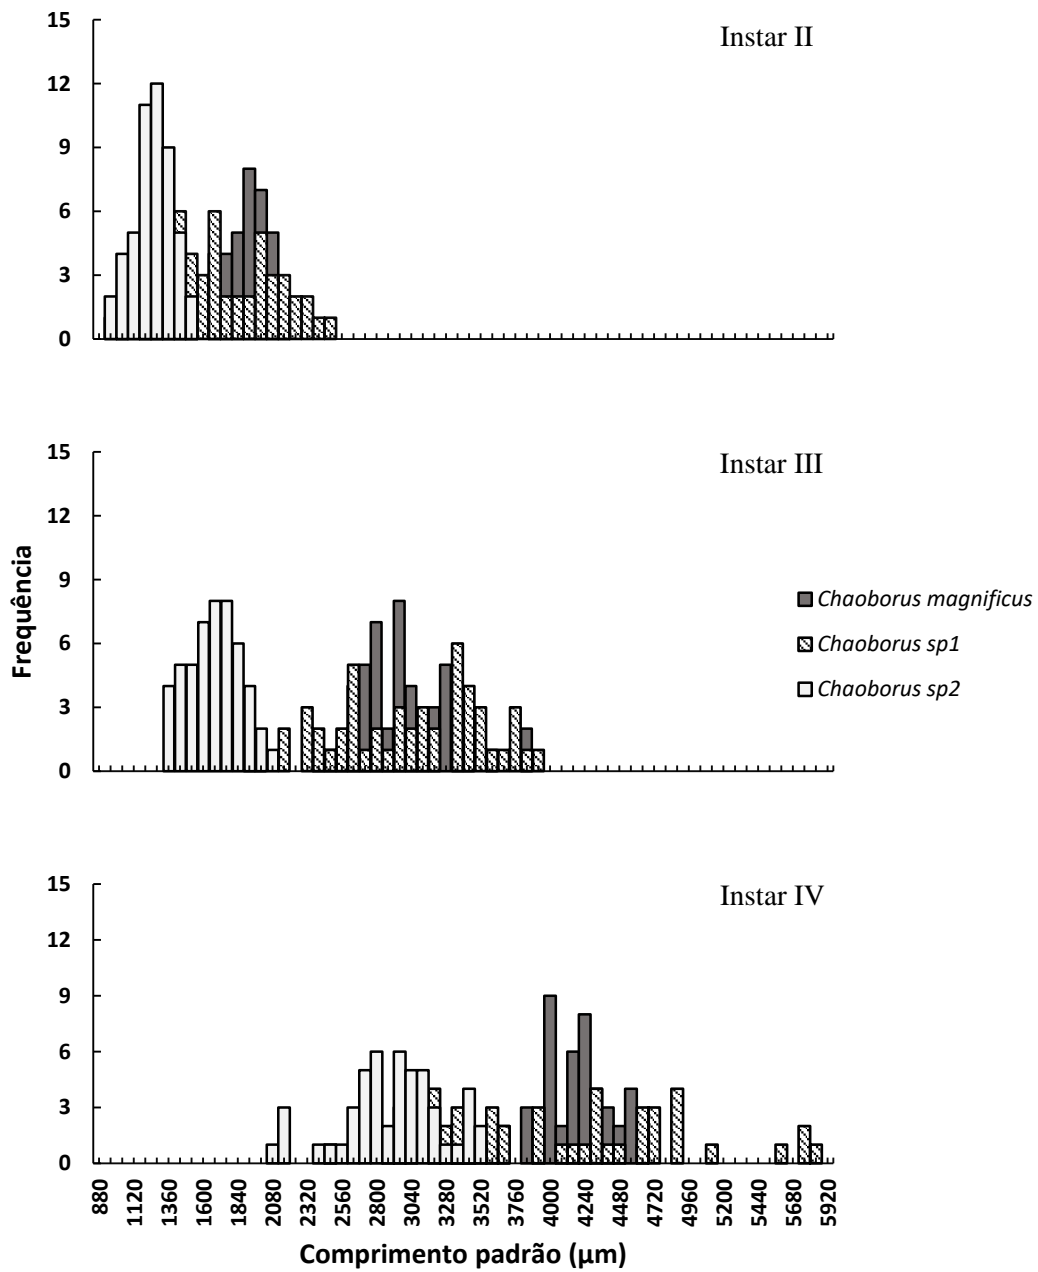 15
Instar II
12
9
6
3
0
15
Instar III
12
9
6
3
0
Frequência
Chaoborus magnificus
Chaoborus sp1
Chaoborus sp2
15
Instar IV
12
9
6
3
0
880 1120 1360 1600 1840 2080 2320 2560 2800 3040 3280 3520 3760 4000 4240 4480 4720 4960 5200 5440 5680 5920
Comprimento padrão (μm)